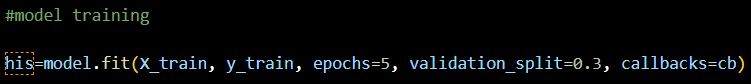 #model training
his=model.fit(X_train, y_train, epochs=5, validation_split=0.3, callbacks=cb)